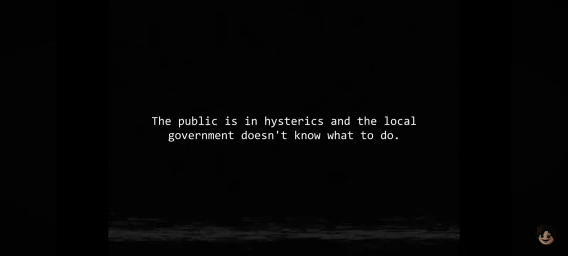 The public is in hysterics and the local
government doesn't know what to do.